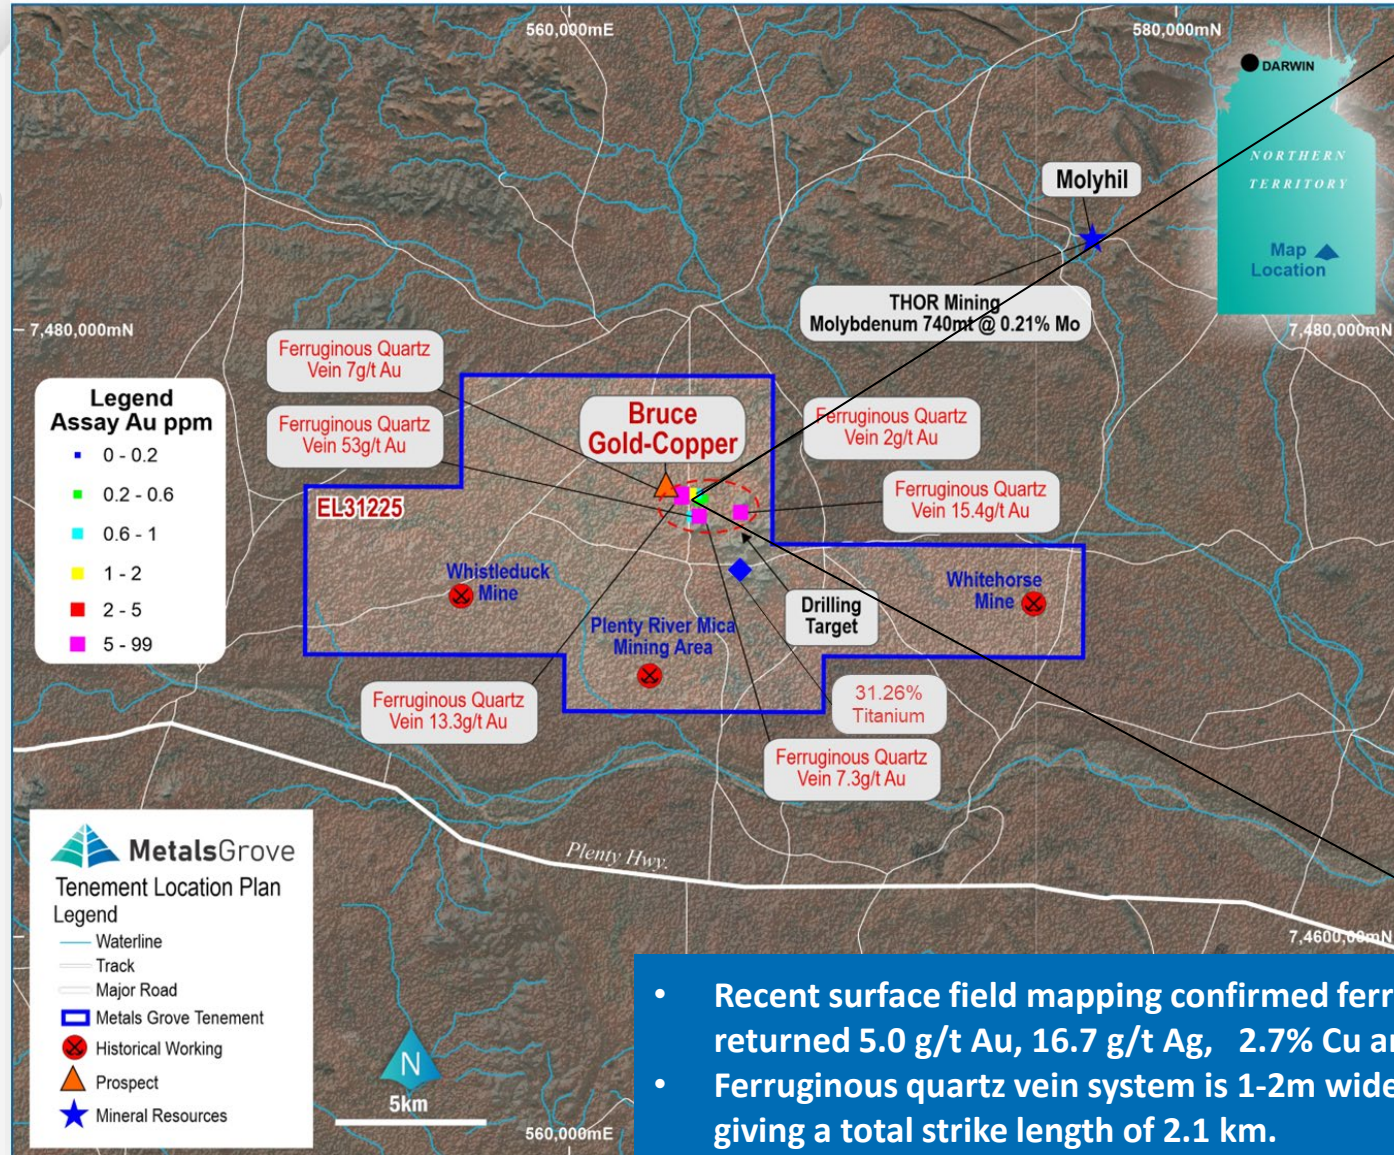 560,000mE
580,000mN
DARWIN
NORTHERN
TERRITORY
Map
Location
Molyhil
THOR Mining
Molybdenum 740mt @ 0.21% Mo
7,480,000mN
7,480,000mN
Ferruginous Quartz
Vein 7g/t Au
Ferruginous Quartz
Vein 53g/t Au
Bruce
Gold-Copper
Ferruginous Quartz
Vein 2g/t Au
Ferruginous Quartz
Vein 15.4g/t Au
Legend
Assay Au ppm
0 - 0.2
0.2 - 0.6
0.6 - 1
1 - 2
2 - 5
5 - 99
EL31225
Whistleduck
Mine
Plenty River Mica
Mining Area
Drilling
Target
Whitehorse
Mine
Ferruginous Quartz
Vein 13.3g/t Au
31.26%
Titanium
Ferruginous Quartz
Vein 7.3g/t Au
Plenty Hwy.
7,4600,00mN
MetalsGrove
Tenement Location Plan
Legend
Waterline
Track
Major Road
Metals Grove Tenement
Historical Working
Prospect
Mineral Resources
N
5km
560,000mE
• Recent surface field mapping confirmed ferr
returned 5.0 g/t Au, 16.7 g/t Ag, 2.7% Cu ar
• Ferruginous quartz vein system is 1-2m wide
giving a total strike length of 2.1 km.